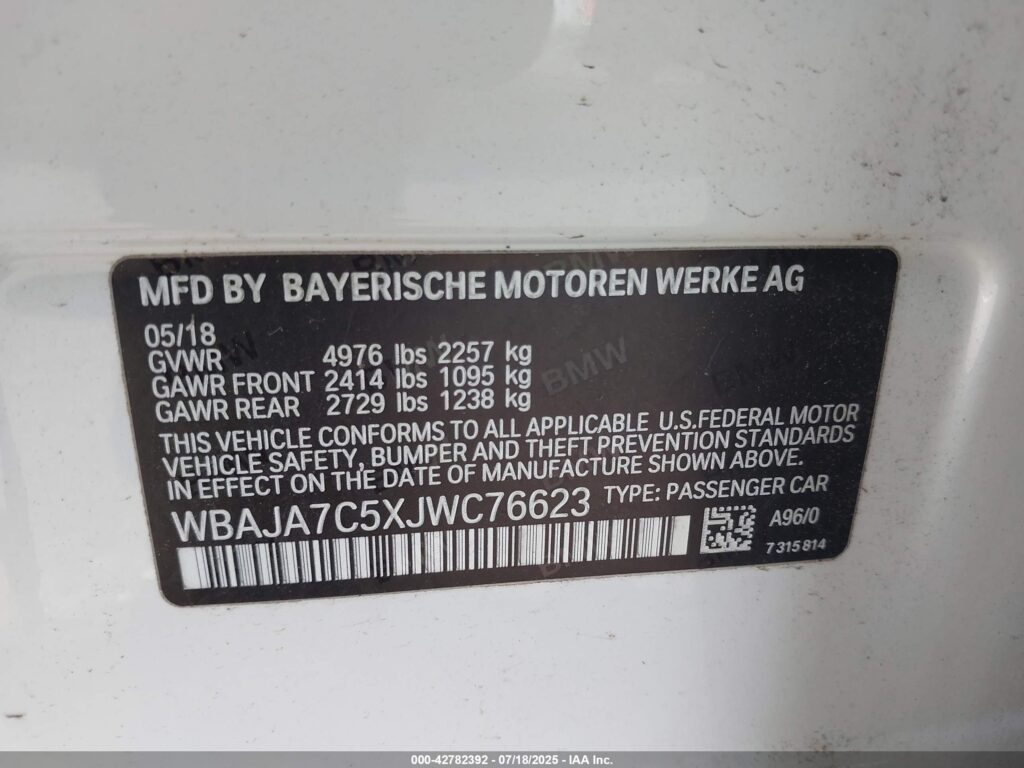 MFD BY BAYERISCHE MOTOREN WERKE AG
05/18
GVWR 4976 lbs 2257 kg
GAWR FRONT 2414 lbs 1095 kg
GAWR REAR 2729 lbs 1238 kg
THIS VEHICLE CONFORMS TO ALL APPLICABLE U.S.FEDERAL MOTOR
VEHICLE SAFETY, BUMPER AND THEFT PREVENTION STANDARDS
IN EFFECT ON THE DATE OF MANUFACTURE SHOWN ABOVE.
WBAJA7C5XJWC76623 TYPE: PASSENGER CAR
A96/0
7315814
BMW
000-42782392 - 07/18/2025 - IAA Inc.